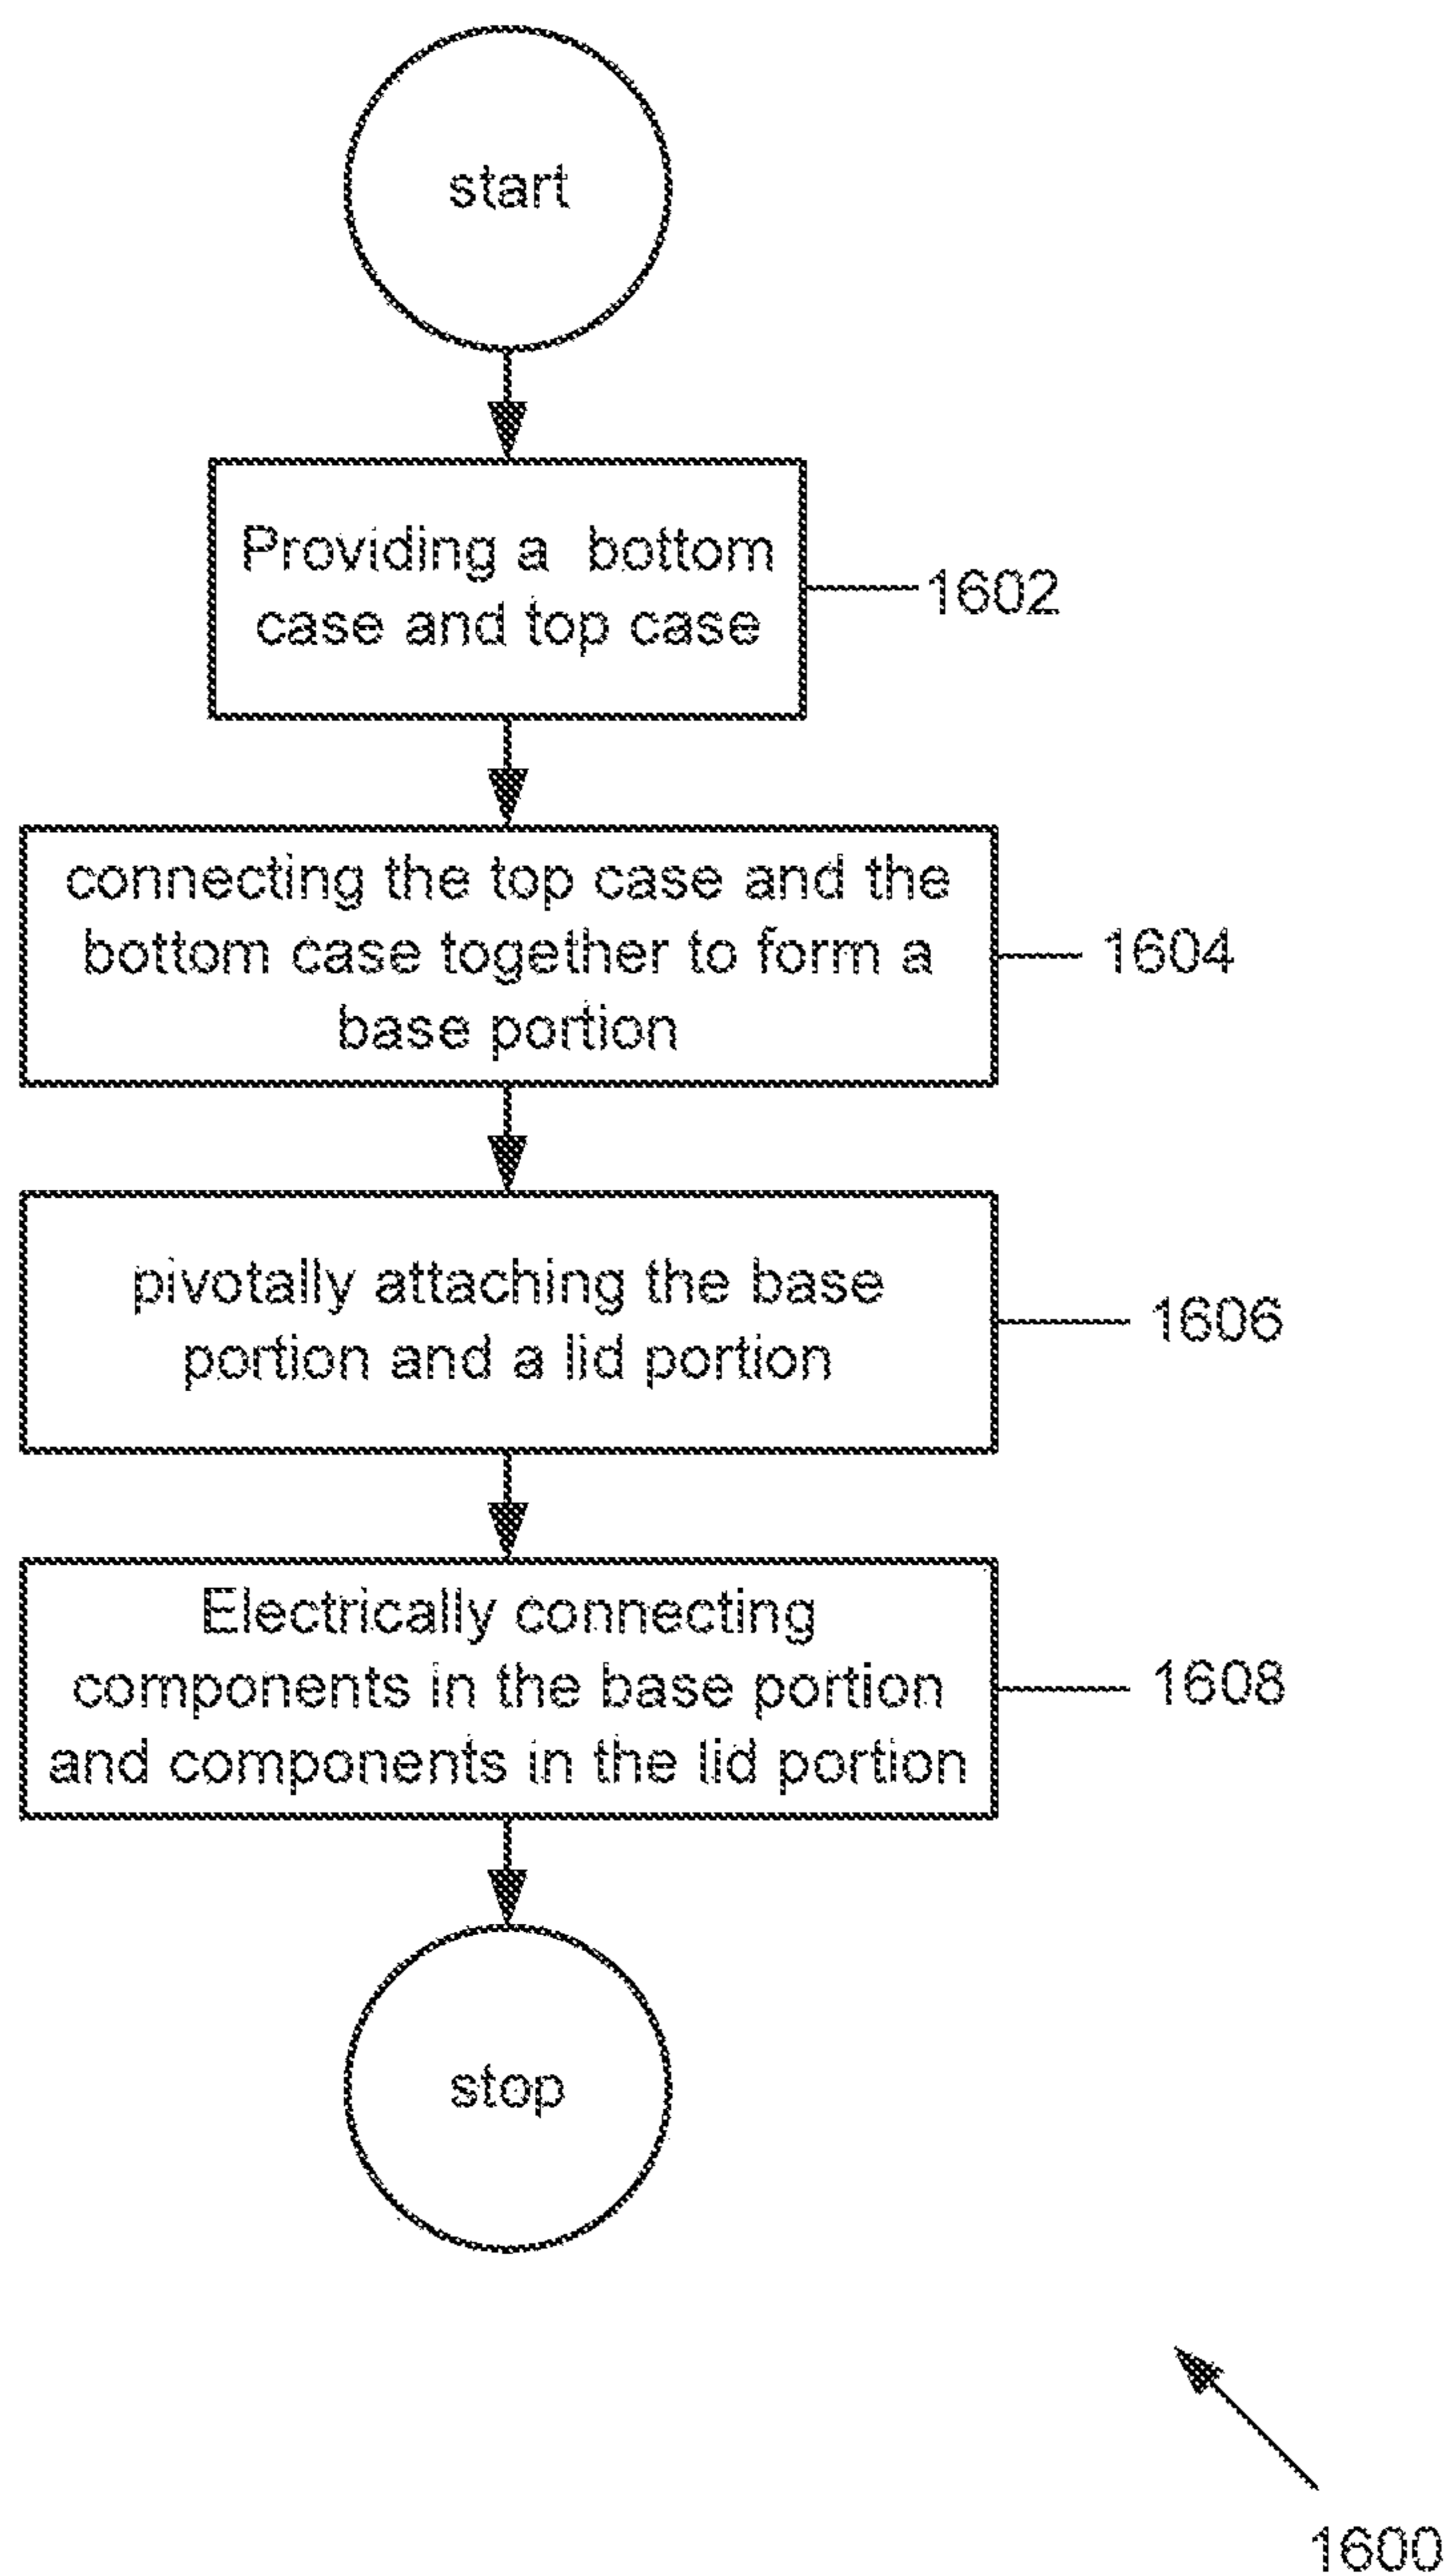 start
Providing a bottom
case and top case
1602
connecting the top case and the
bottom case together to form a
base portion
1604
pivotally attaching the base
portion and a lid portion
1606
Electrically connecting
components in the base portion
and components in the lid portion
1608
stop
1600